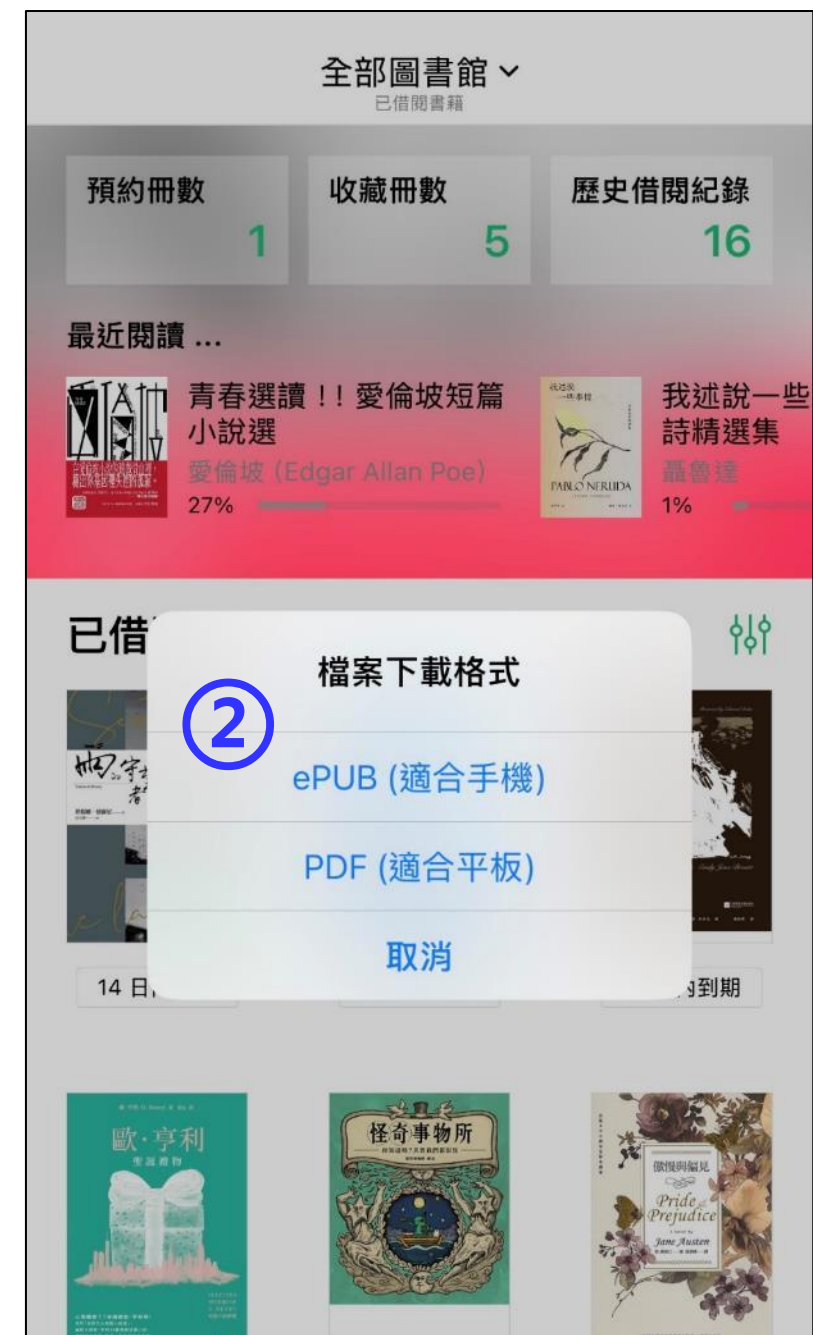 全部圖書館
已借閱書籍
預約冊數
收藏冊數
歷史借閱紀錄
1
5
16
最近閱讀 ...
青春選讀!! 愛倫坡短篇
小說選
愛倫坡 (Edgar Allan Poe)
27%
我述說一些
詩精選集
聶魯達
1%
PABLO NERUDA
已借
檔案下載格式
②
ePUB (適合手機)
PDF (適合平板)
取消
14 日
內到期
歐·亨利
聖誕禮物
怪奇事物所
傲慢與偏見
Pride &
Prejudice
Jane Austen